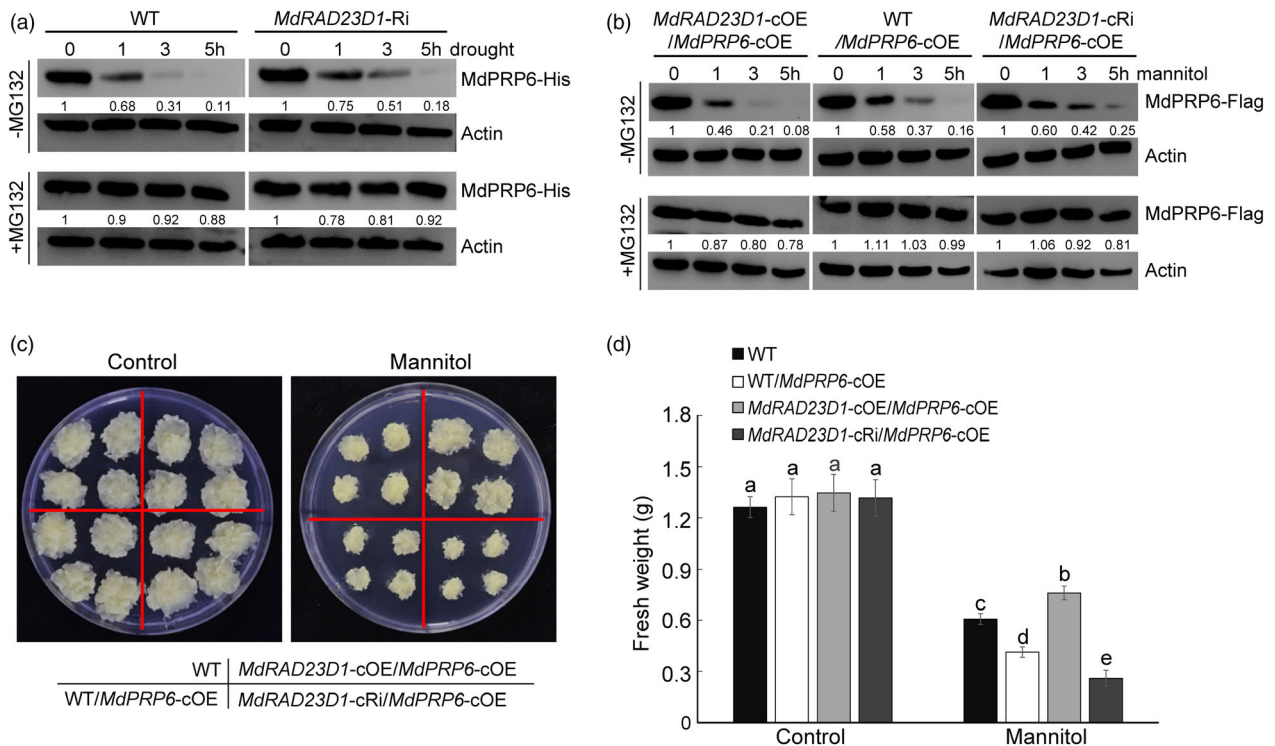 (a)
WT
MdRAD23D1-Ri
0 1 3 5h 0 1 3 5h drought
-MG132
MdPRP6-His
1 0.68 0.31 0.11 1 0.75 0.51 0.18
Actin
+MG132
MdPRP6-His
1 0.9 0.92 0.88 1 0.78 0.81 0.92
Actin
(b)
MdRAD23D1-cOE WT MdRAD23D1-cRi
/MdPRP6-cOE /MdPRP6-cOE /MdPRP6-cOE
0 1 3 5h 0 1 3 5h 0 1 3 5h mannitol
-MG132
MdPRP6-Flag
1 0.46 0.21 0.08 1 0.58 0.37 0.16 1 0.60 0.42 0.25
Actin
+MG132
MdPRP6-Flag
1 0.87 0.80 0.78 1 1.11 1.03 0.99 1 1.06 0.92 0.81
Actin
(c)
Control Mannitol
WT MdRAD23D1-cOE/MdPRP6-cOE
WT/MdPRP6-cOE MdRAD23D1-cRi/MdPRP6-cOE
(d)
WT
WT/MdPRP6-cOE
MdRAD23D1-cOE/MdPRP6-cOE
MdRAD23D1-cRi/MdPRP6-cOE
Fresh weight (g)
1.8
1.5
1.2
0.9
0.6
0.3
0
a a a a
c d b e
Control Mannitol